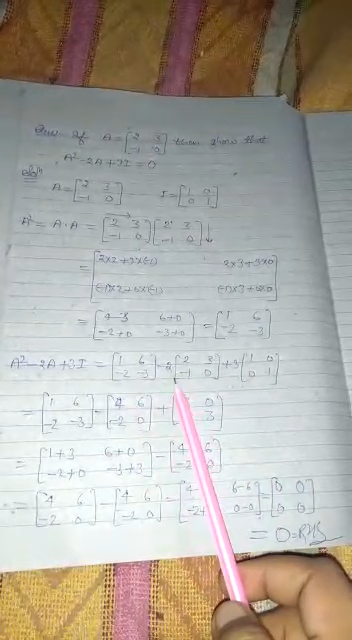 Ques If A = [2 3 -1 0] then show that
A² - 2A + 3I = 0
Solⁿ
A = [2 3 -1 0] I = [1 0 0 1]
A² = A·A = [2 3 -1 0] [2 3 -1 0]
= [2×2+3×(-1) 2×3+3×0 (-1)×2+0×(-1) (-1)×3+0×0]
= [4-3 6+0 -2+0 -3+0] = [1 6 -2 -3]
A² - 2A + 3I = [1 6 -2 -3] - 2 [2 3 -1 0] + 3 [1 0 0 1]
= [1 6 -2 -3] - [4 6 -2 0] + [0 3]
= [1+3 6+0 -2+0 -3+3] - [4 6 -2]
= [4 6 -2 0] - [4 6 -2 0] = [4 6-6 -2+ 0-0] = [0 0 0 0]
= 0 = RHS